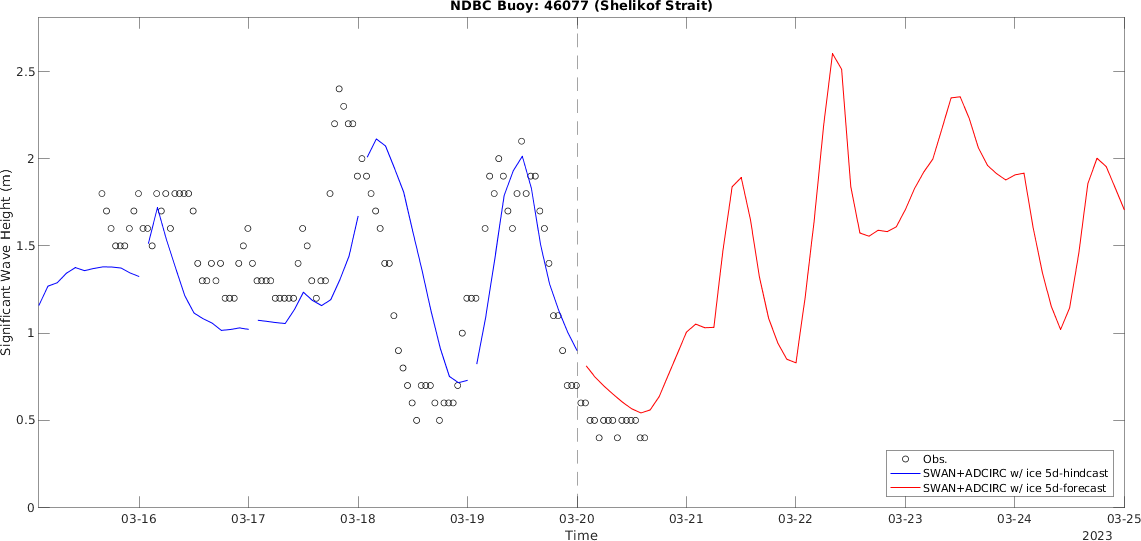 NDBC Buoy: 46077 (Shelikof Strait)
Significant Wave Height (m)
2.5
2
1.5
1
0.5
0
03-16
03-17
03-18
03-19
03-20
03-21
03-22
03-23
03-24
03-25
Time
2023
Obs.
SWAN+ADCIRC w/ ice 5d-hindcast
SWAN+ADCIRC w/ ice 5d-forecast